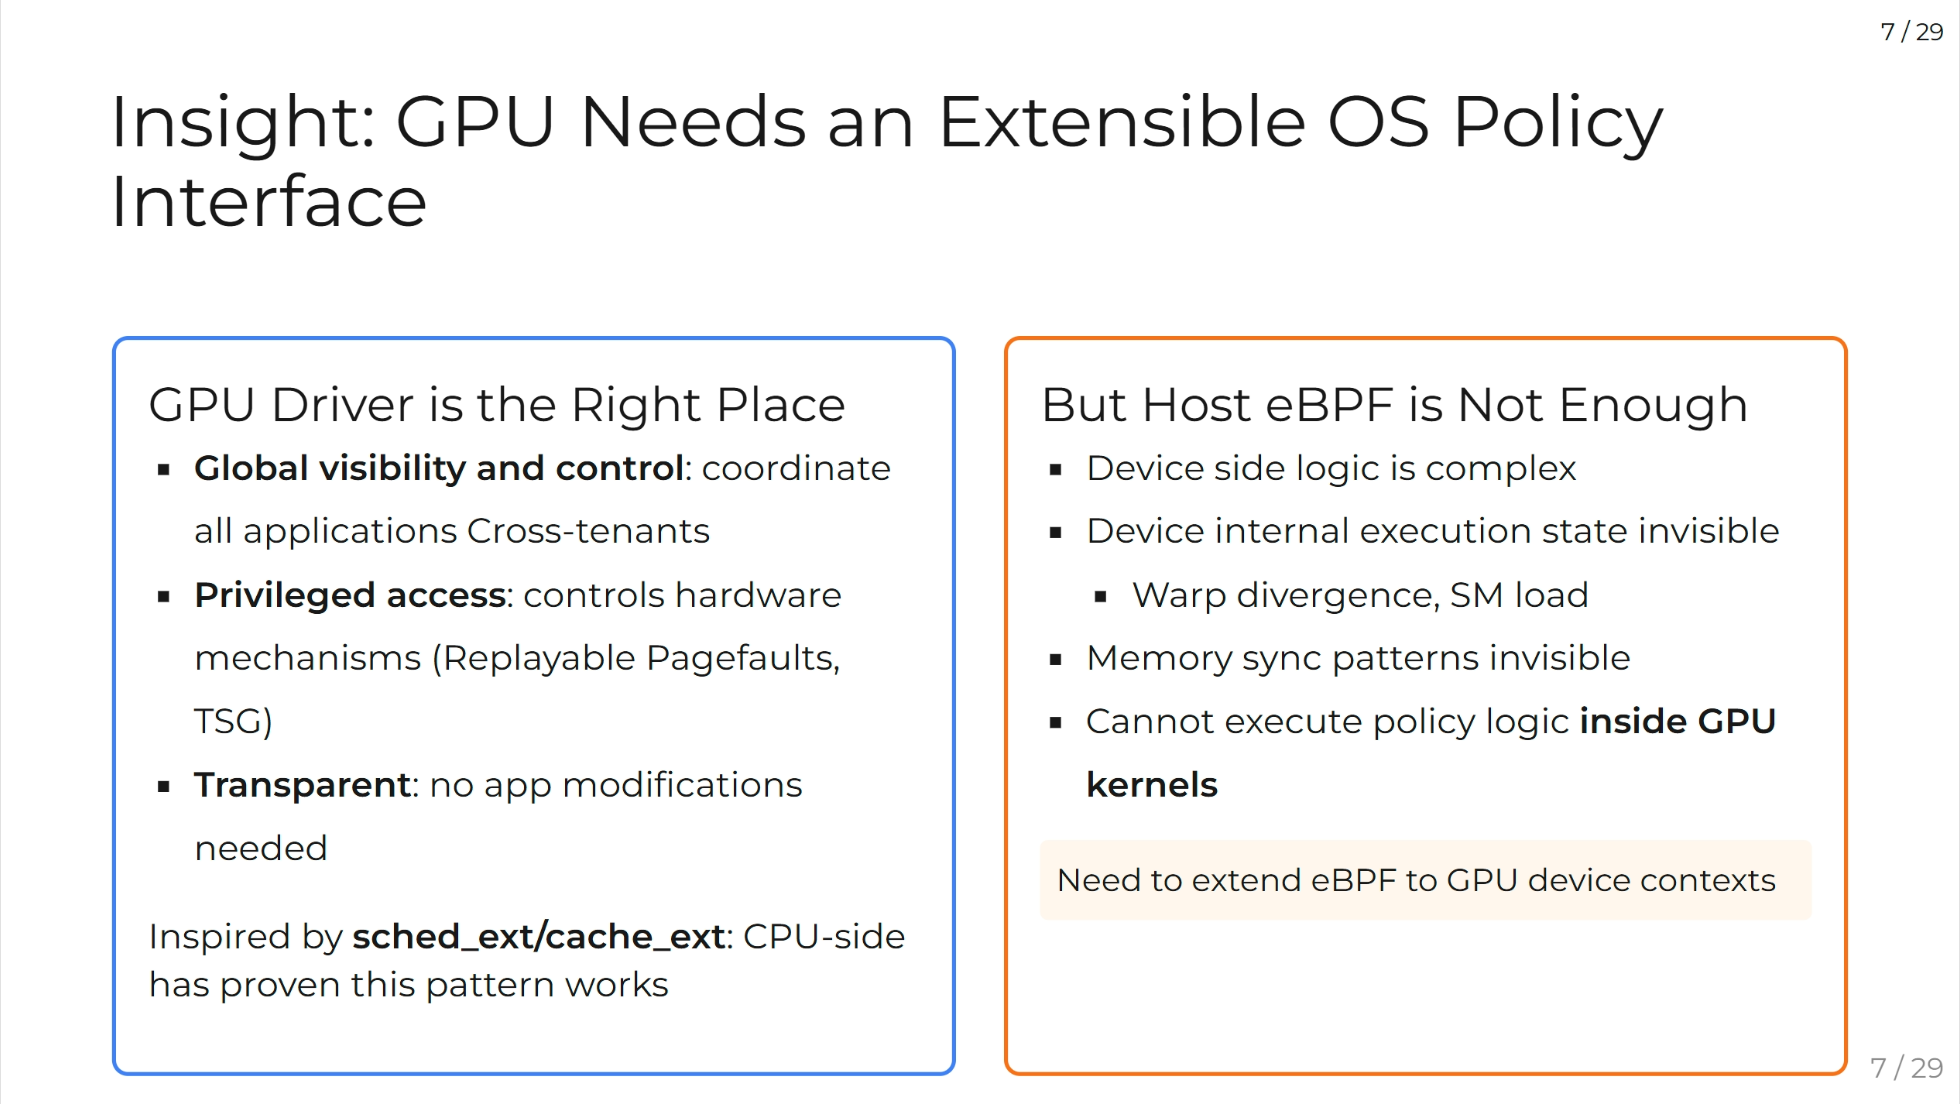 7 / 29
Insight: GPU Needs an Extensible OS Policy
Interface
GPU Driver is the Right Place
▪ Global visibility and control: coordinate
all applications Cross-tenants
▪ Privileged access: controls hardware
mechanisms (Replayable Pagefaults,
TSG)
▪ Transparent: no app modifications
needed
Inspired by sched_ext/cache_ext: CPU-side
has proven this pattern works
But Host eBPF is Not Enough
▪ Device side logic is complex
▪ Device internal execution state invisible
▪ Warp divergence, SM load
▪ Memory sync patterns invisible
▪ Cannot execute policy logic inside GPU
kernels
Need to extend eBPF to GPU device contexts
7 / 29